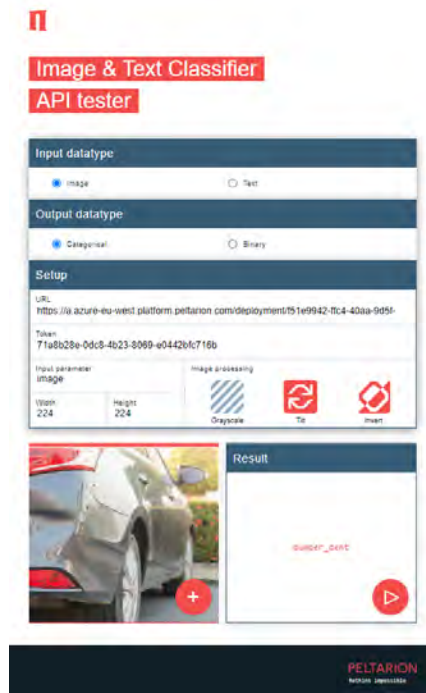 Image & Text Classifier
API tester
Input datatype
Image Text
Output datatype
Categorical Binary
Setup
URL
https://a.azure-eu-west.platform.peltarion.com/deployment/f51e9942-ffc4-40aa-9d5f-
Token
71a8b28e-0dc8-4b23-8069-e0442bfc716b
Input parameter Image processing
image
Width Height
224 224
Grayscale Tilt Invert
Result
bumper_dent
PELTARION
Nothing impossible